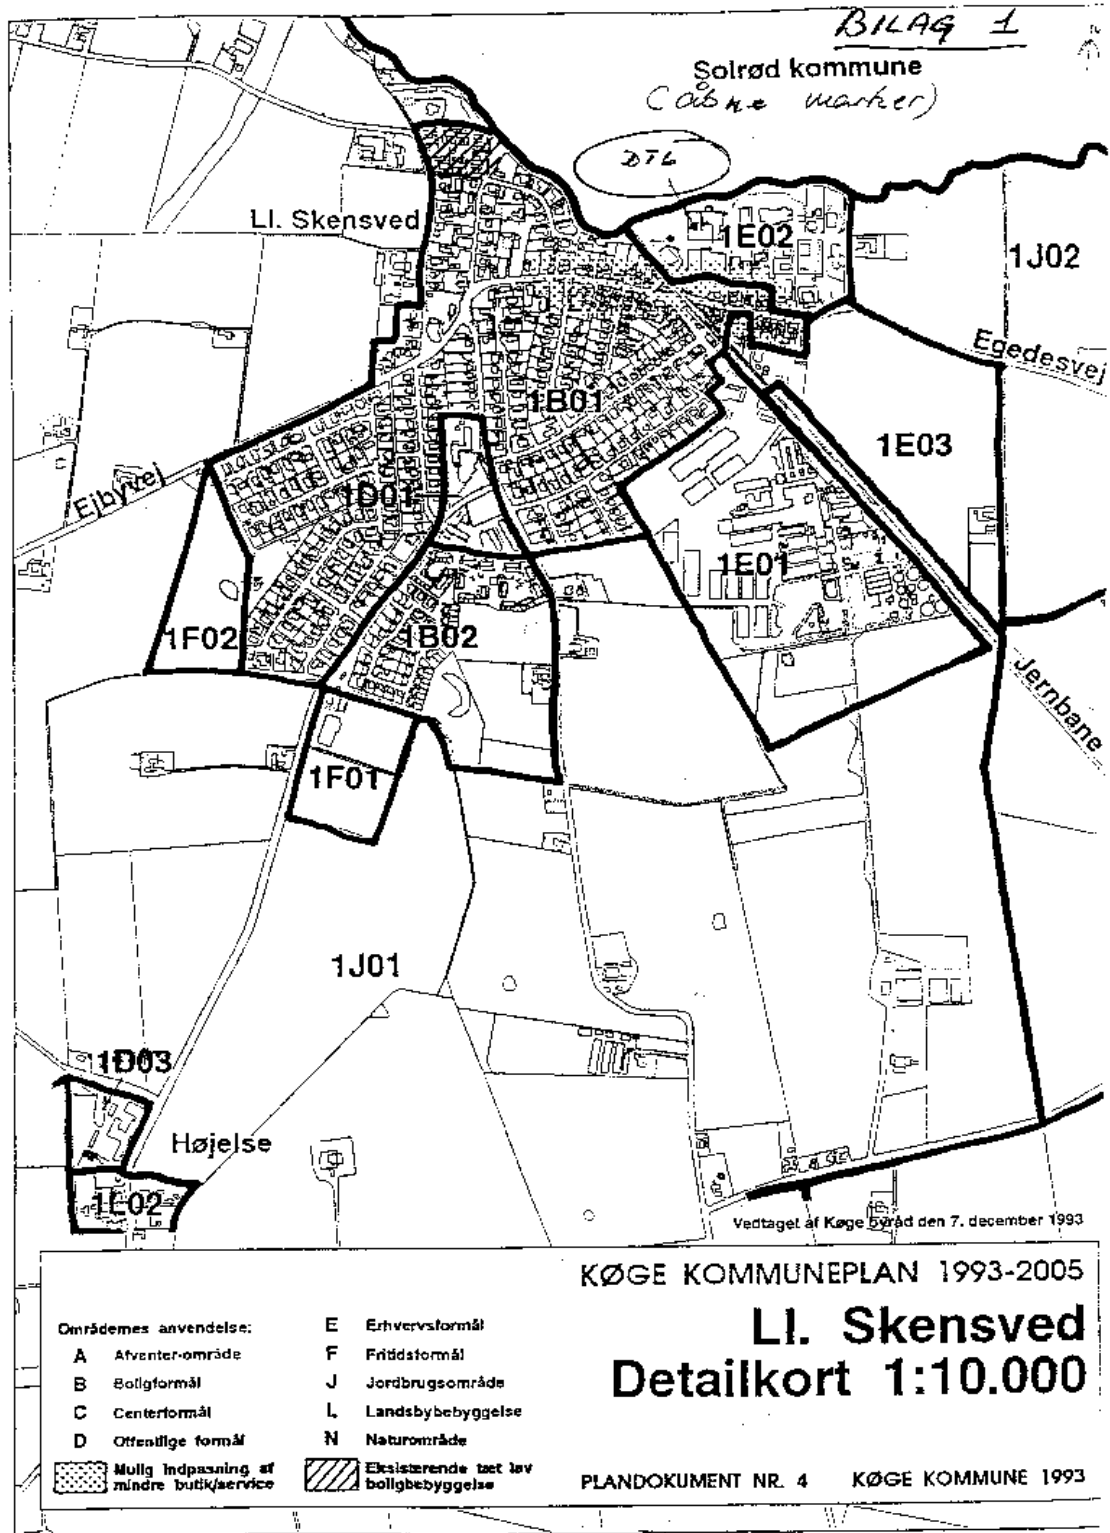 BILAG 1
Solrød kommune
(åbne marker)
DTL
1E02
Ll. Skensved
1J02
Egedesvej
1B01
1E03
1D01
Ejbyvej
1E01
1F02
1B02
Jernbane
1F01
1J01
1D03
Højelse
1L02
Vedtaget af Køge byråd den 7. december 1993
KØGE KOMMUNEPLAN 1993-2005
Ll. Skensved
Detailkort 1:10.000
Områdernes anvendelse:
A Afventer-område
B Boligformål
C Centerformål
D Offentlige formål
Mulig indpasning af
mindre butik/service
E Erhvervsformål
F Fritidsformål
J Jordbrugsområde
L Landsbybebyggelse
N Naturområde
Eksisterende tæt lav
boligbebyggelse
PLANDOKUMENT NR. 4 KØGE KOMMUNE 1993